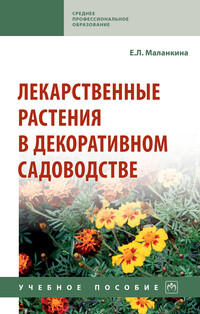 СРЕДНЕЕ
ПРОФЕССИОНАЛЬНОЕ
ОБРАЗОВАНИЕ
Е.Л. Маланкина
ЛЕКАРСТВЕННЫЕ
РАСТЕНИЯ
В ДЕКОРАТИВНОМ
САДОВОДСТВЕ
УЧЕБНОЕ ПОСОБИЕ